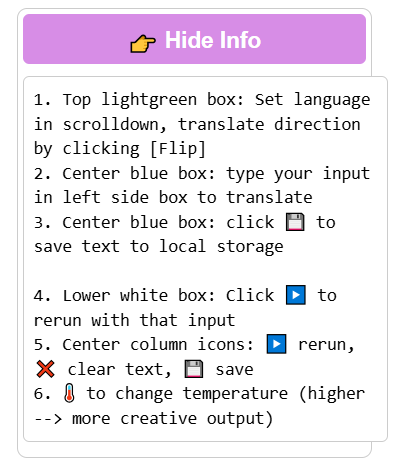 👉 Hide Info
1. Top lightgreen box: Set language
in scrolldown, translate direction
by clicking [Flip]
2. Center blue box: type your input
in left side box to translate
3. Center blue box: click 💾 to
save text to local storage
4. Lower white box: Click ▶️ to
rerun with that input
5. Center column icons: ▶️ rerun,
❌ clear text, 💾 save
6. 🌡️ to change temperature (higher
--> more creative output)